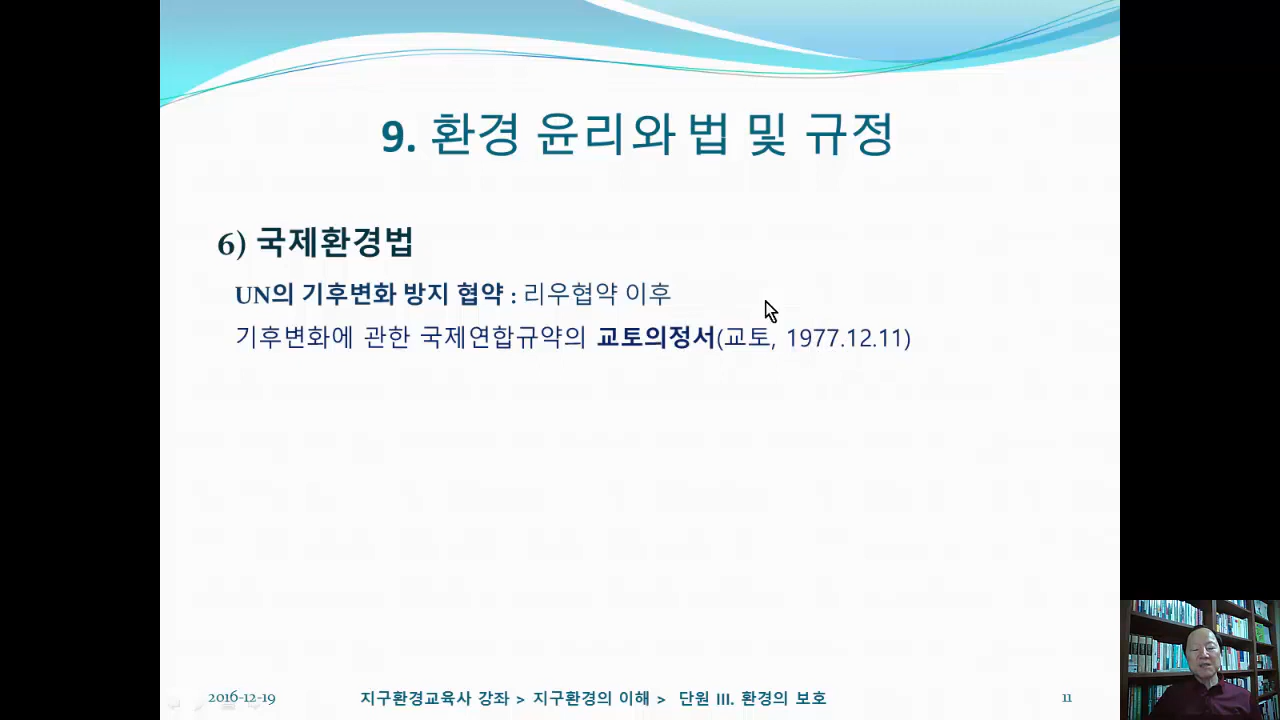 9. 환경 윤리와 법 및 규정
6) 국제환경법
UN의 기후변화 방지 협약 : 리우협약 이후
기후변화에 관한 국제연합규약의 교토의정서(교토, 1977.12.11)
2016-12-19
지구환경교육사 강좌 > 지구환경의 이해 > 단원 III. 환경의 보호
11